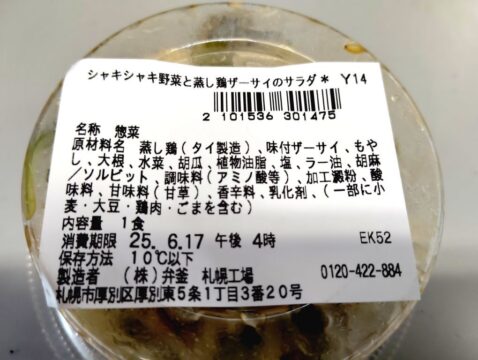 シャキシャキ野菜と蒸し鶏ザーサイのサラダ* Y14
2 101536 301475
名称 惣菜
原材料名 蒸し鶏(タイ製造)、味付ザーサイ、もや
し、大根、水菜、胡瓜、植物油脂、塩、ラー油、胡麻
/ソルビット、調味料(アミノ酸等)、加工澱粉、酸
味料、甘味料(甘草)、香辛料、乳化剤、(一部に小
麦・大豆・鶏肉・ごまを含む)
内容量 1食
消費期限 25. 6.17 午後 4時 EK52
保存方法 10℃以下
製造者 (株)弁釜 札幌工場 0120-422-884
札幌市厚別区厚別東5条1丁目3番20号